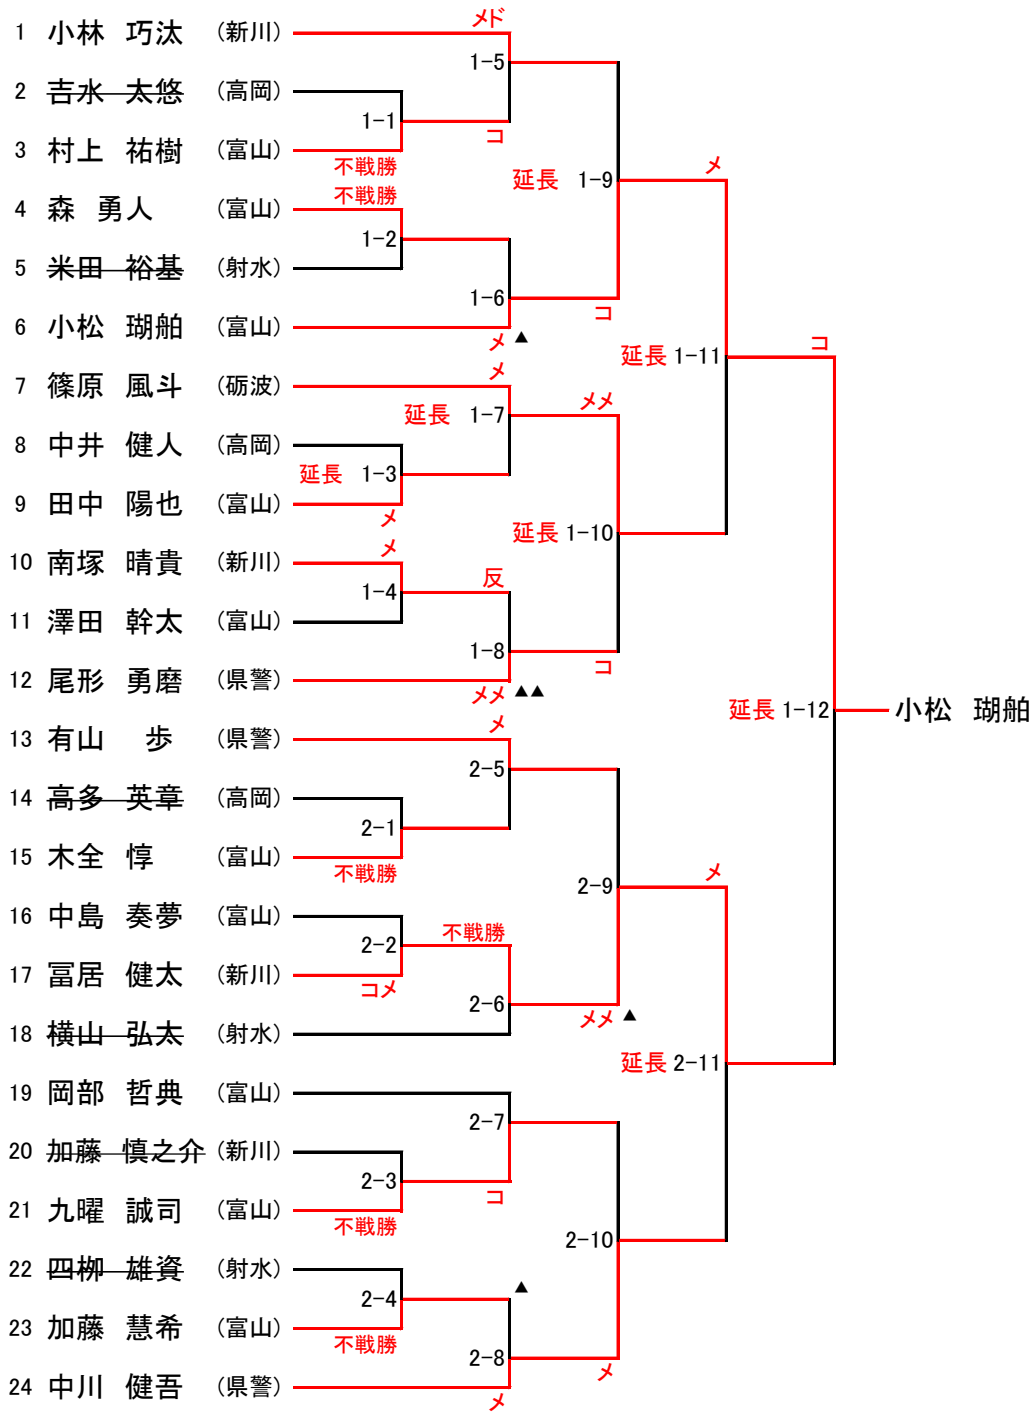 メド
1 小林 巧汰 (新川)
1-5
2 吉水 太悠 (高岡)
1-1
コ
3 村上 祐樹 (富山)
不戦勝
延長 1-9
メ
不戦勝
4 森 勇人 (富山)
1-2
5 米田 裕基 (射水)
1-6
コ
6 小松 瑚舶 (富山)
メ ▲
延長 1-11
コ
メ
7 篠原 風斗 (砺波)
延長 1-7
メメ
8 中井 健人 (高岡)
延長 1-3
9 田中 陽也 (富山)
メ
延長 1-10
メ
10 南塚 晴貴 (新川)
反
1-4
11 澤田 幹太 (富山)
1-8
コ
12 尾形 勇磨 (県警)
メメ ▲▲
延長 1-12 小松 瑚舶
メ
13 有山 歩 (県警)
2-5
14 高多 英章 (高岡)
2-1
15 木全 惇 (富山)
不戦勝
2-9
メ
16 中島 奏夢 (富山)
2-2
不戦勝
17 冨居 健太 (新川)
コメ
2-6
メメ ▲
18 横山 弘太 (射水)
延長 2-11
19 岡部 哲典 (富山)
2-7
20 加藤 慎之介 (新川)
2-3
コ
21 九曜 誠司 (富山)
不戦勝
2-10
22 四栁 雄資 (射水)
▲
2-4
23 加藤 慧希 (富山)
不戦勝
2-8
メ
24 中川 健吾 (県警)
メ